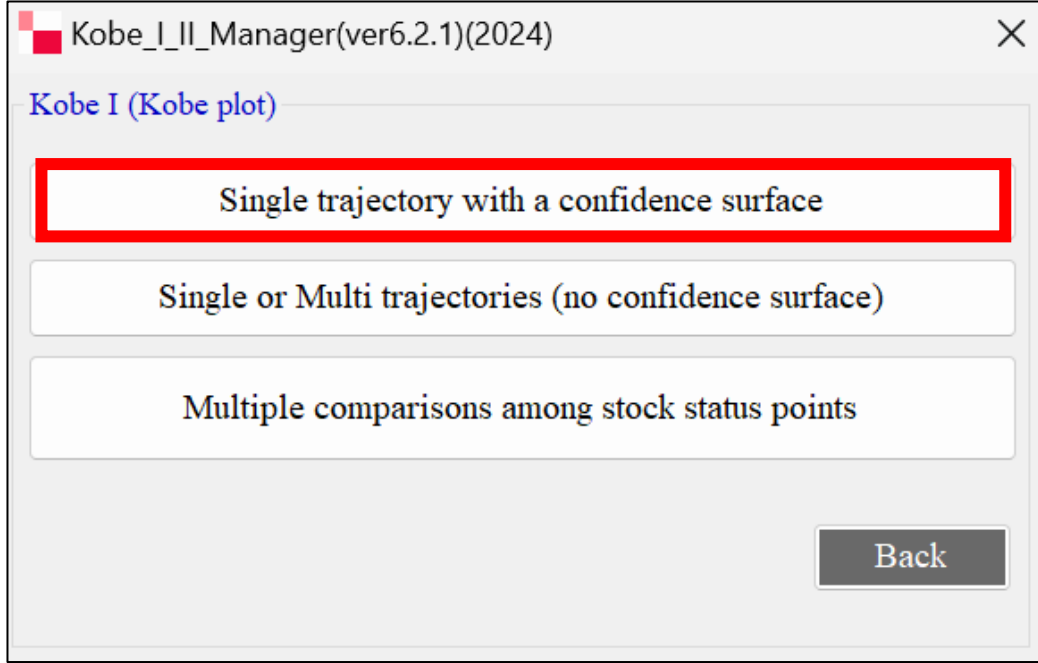 Kobe_I_II_Manager(ver6.2.1)(2024)
Kobe I (Kobe plot)
Single trajectory with a confidence surface
Single or Multi trajectories (no confidence surface)
Multiple comparisons among stock status points
Back